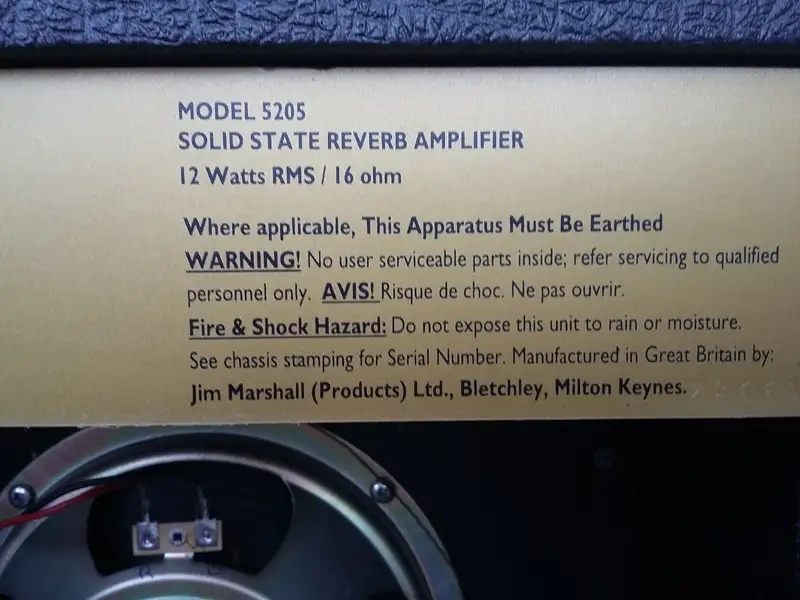 MODEL 5205
SOLID STATE REVERB AMPLIFIER
12 Watts RMS / 16 ohm
Where applicable, This Apparatus Must Be Earthed
WARNING! No user serviceable parts inside; refer servicing to qualified
personnel only. AVIS! Risque de choc. Ne pas ouvrir.
Fire & Shock Hazard: Do not expose this unit to rain or moisture.
See chassis stamping for Serial Number. Manufactured in Great Britain by:
Jim Marshall (Products) Ltd., Bletchley, Milton Keynes.